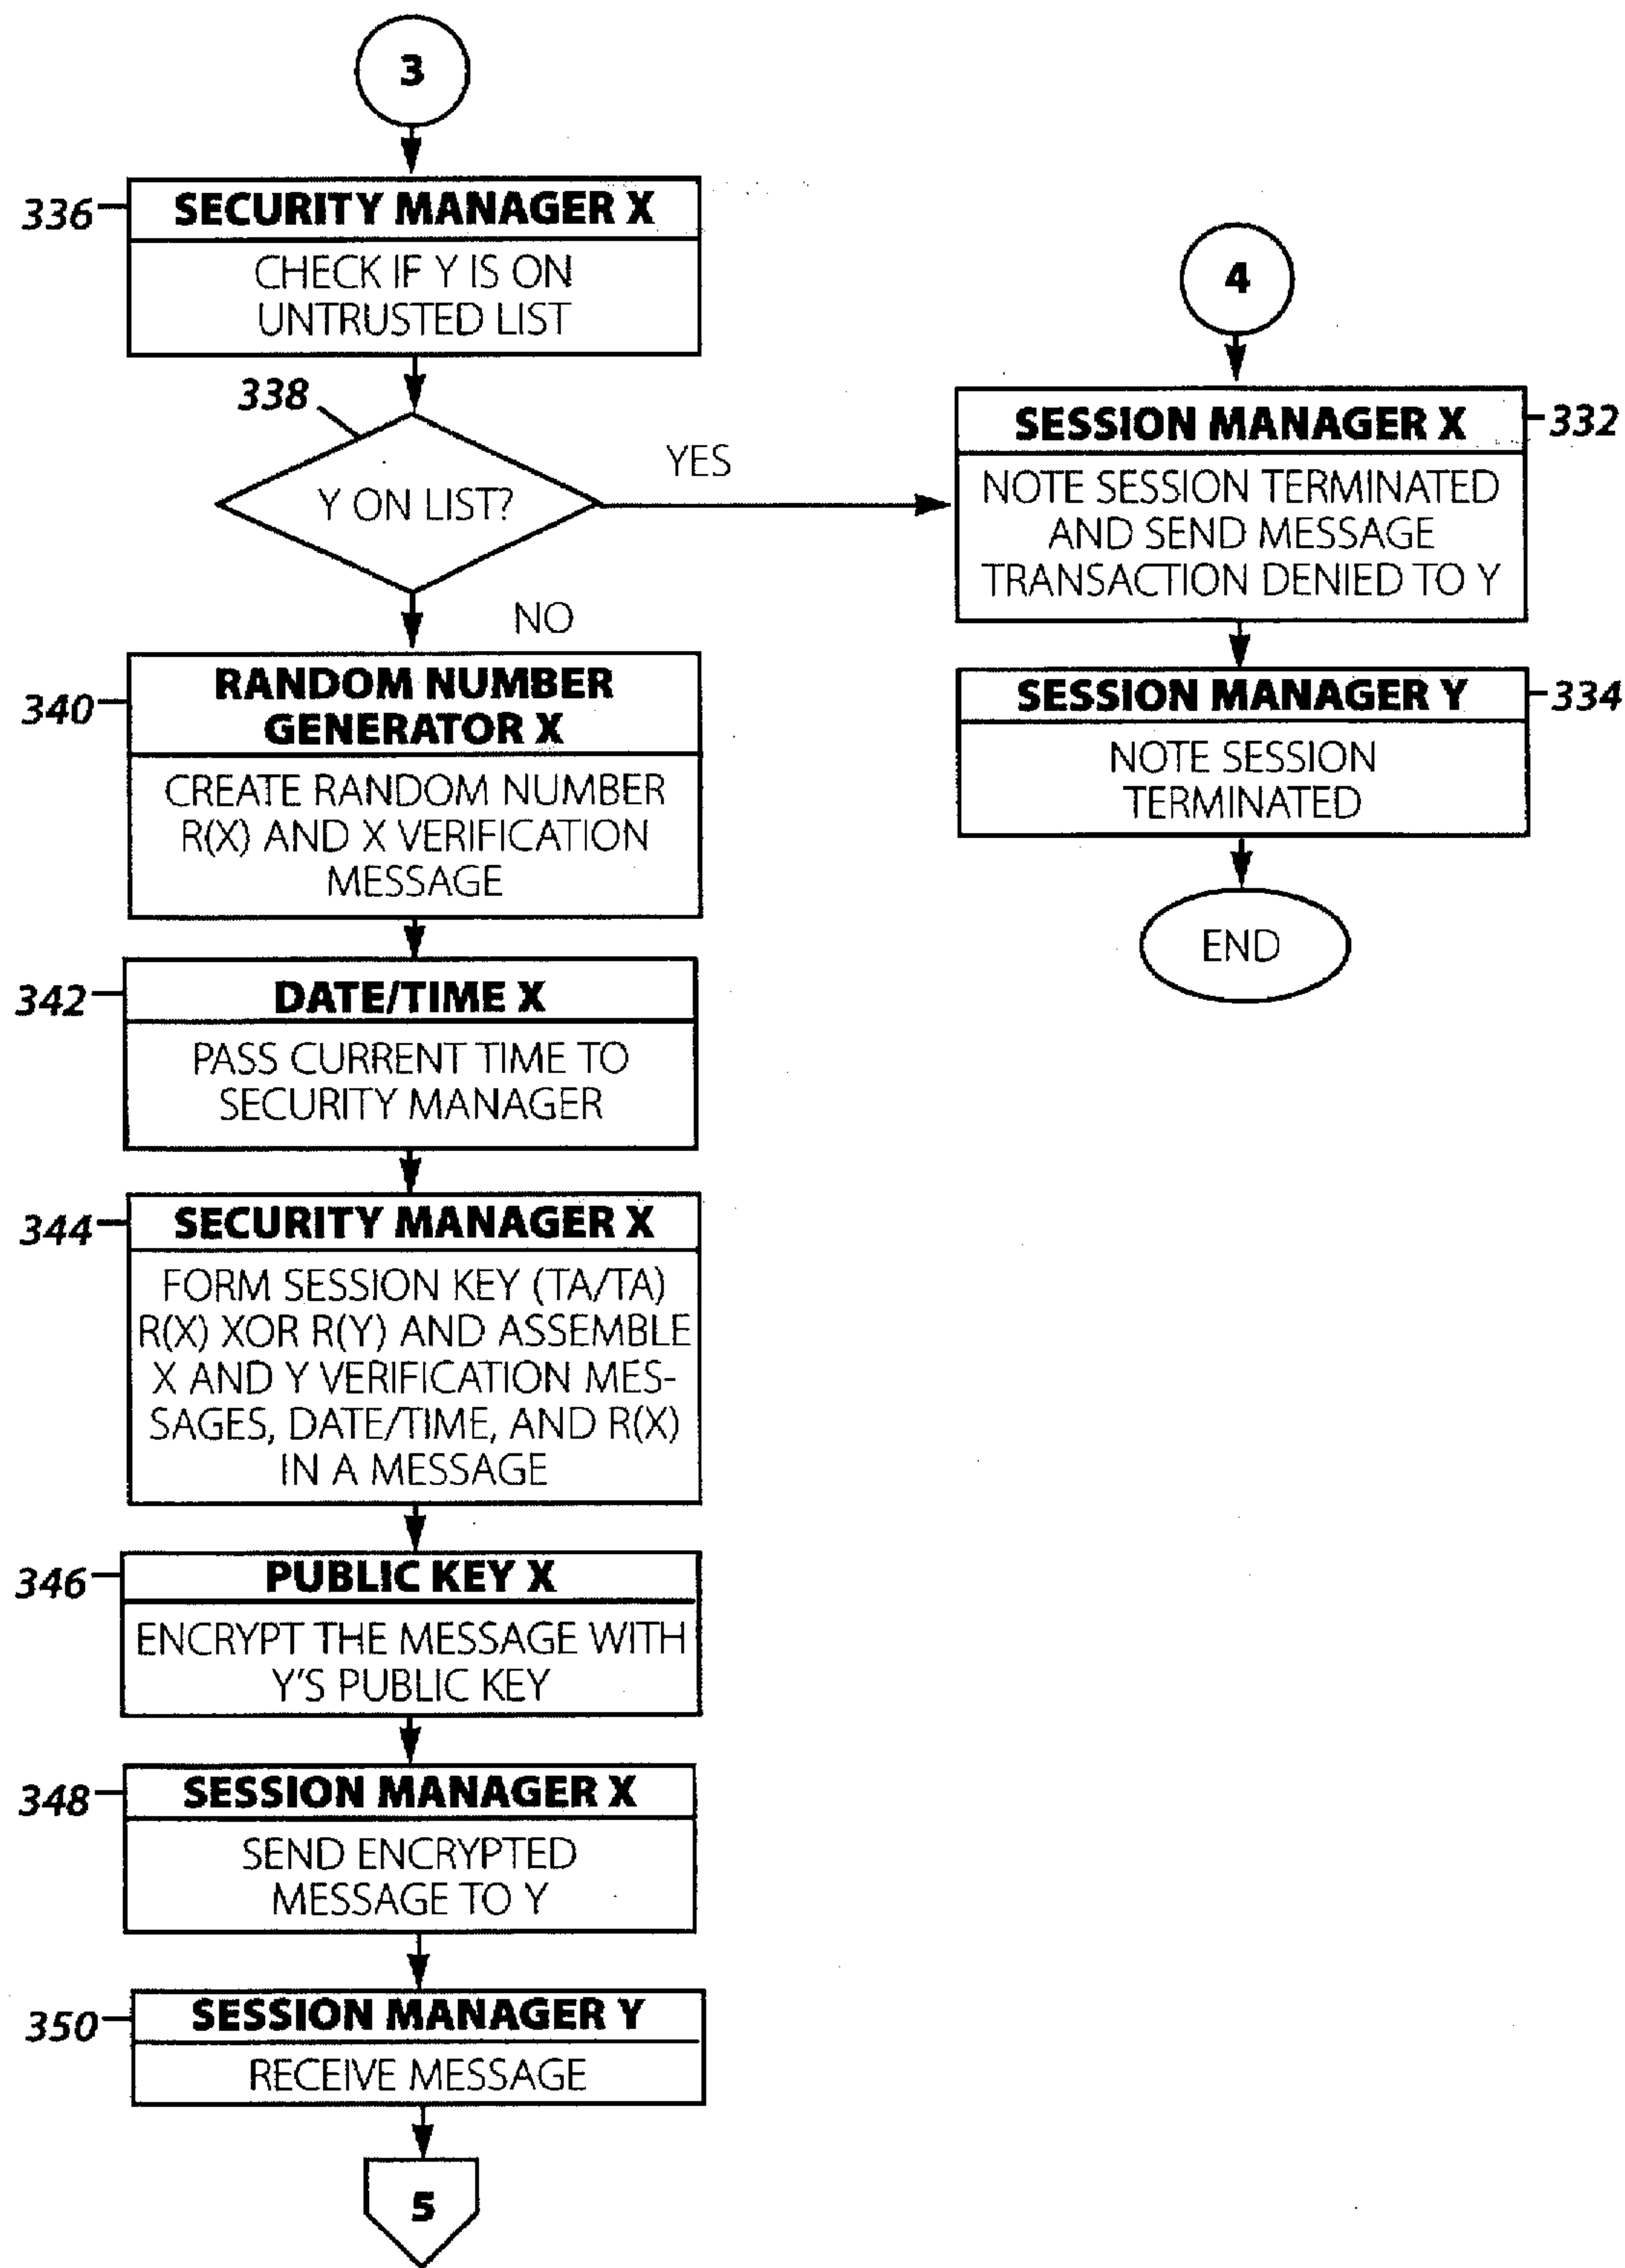 3
336
SECURITY MANAGER X
CHECK IF Y IS ON
UNTRUSTED LIST
338
Y ON LIST?
YES
NO
4
SESSION MANAGER X
332
NOTE SESSION TERMINATED
AND SEND MESSAGE
TRANSACTION DENIED TO Y
SESSION MANAGER Y
334
NOTE SESSION
TERMINATED
END
340
RANDOM NUMBER
GENERATOR X
CREATE RANDOM NUMBER
R(X) AND X VERIFICATION
MESSAGE
342
DATE/TIME X
PASS CURRENT TIME TO
SECURITY MANAGER
344
SECURITY MANAGER X
FORM SESSION KEY (TA/TA)
R(X) XOR R(Y) AND ASSEMBLE
X AND Y VERIFICATION MES-
SAGES, DATE/TIME, AND R(X)
IN A MESSAGE
346
PUBLIC KEY X
ENCRYPT THE MESSAGE WITH
Y'S PUBLIC KEY
348
SESSION MANAGER X
SEND ENCRYPTED
MESSAGE TO Y
350
SESSION MANAGER Y
RECEIVE MESSAGE
5